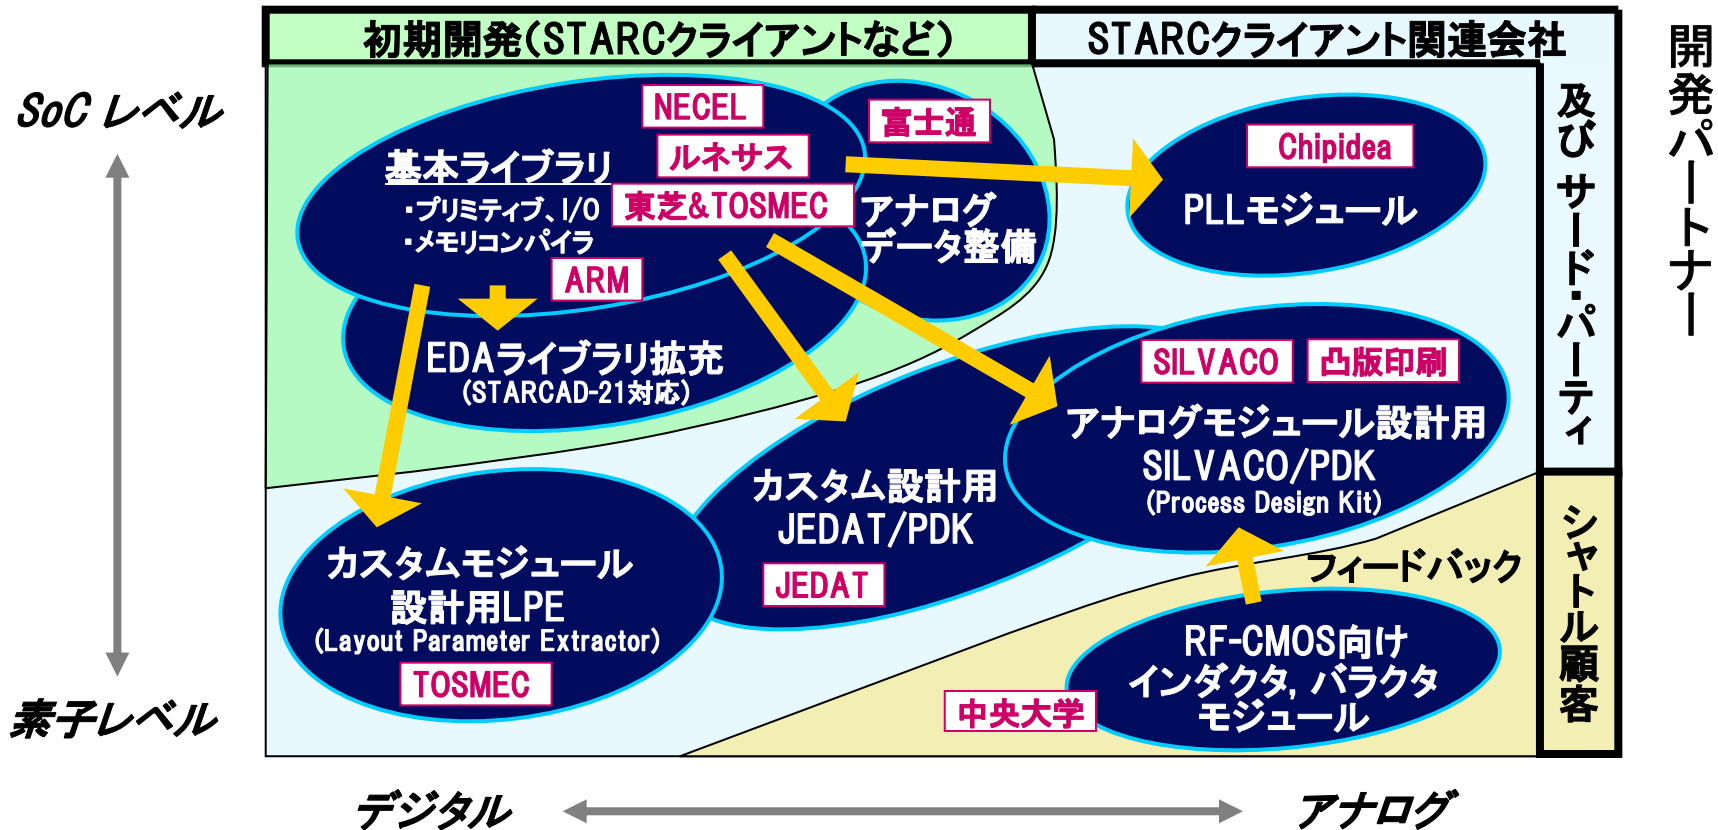 初期開発(STARCクライアントなど)
STARCクライアント関連会社
及び サード・パーティ
開発パートナー
SoC レベル
NECEL
富士通
ルネサス
基本ライブラリ
・プリミティブ、I/O
・メモリコンパイラ
東芝&TOSMEC
ARM
アナログ
データ整備
Chipidea
PLLモジュール
EDAライブラリ拡充
(STARCAD-21対応)
SILVACO
凸版印刷
アナログモジュール設計用
SILVACO/PDK
(Process Design Kit)
カスタム設計用
JEDAT/PDK
JEDAT
カスタムモジュール
設計用LPE
(Layout Parameter Extractor)
TOSMEC
フィードバック
シャトル顧客
RF-CMOS向け
インダクタ, バラクタ
モジュール
中央大学
素子レベル
デジタル
アナログ